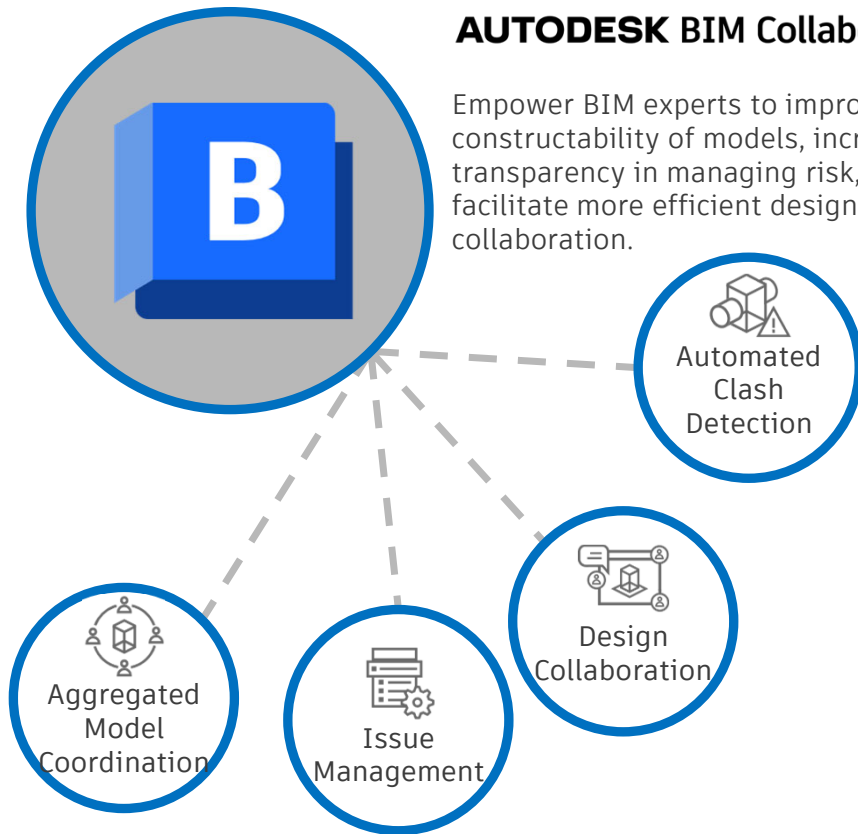 AUTODESK BIM Collab
B
Empower BIM experts to impro
constructability of models, incr
transparency in managing risk,
facilitate more efficient design
collaboration.
Automated
Clash
Detection
Design
Collaboration
Aggregated
Model
Coordination
Issue
Management